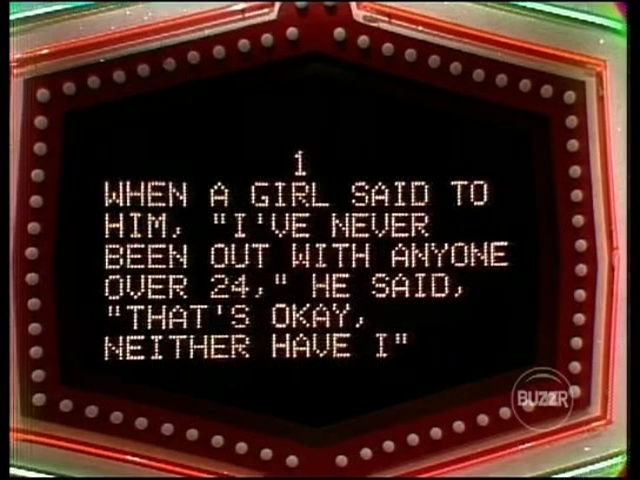 1
WHEN A GIRL SAID TO
HIM, "I'VE NEVER
BEEN OUT WITH ANYONE
OVER 24," HE SAID,
"THAT'S OKAY,
NEITHER HAVE I"
BUZZR